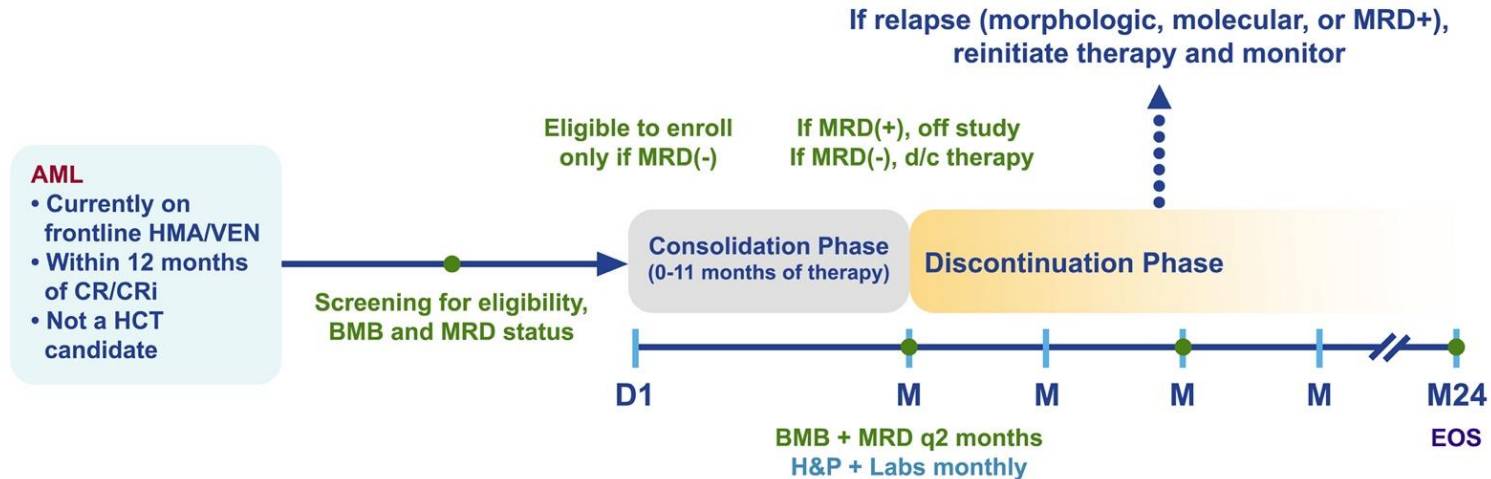 If relapse (morphologic, molecular, or MRD+),
reinitiate therapy and monitor
Eligible to enroll
only if MRD(-)
If MRD(+), off study
If MRD(-), d/c therapy
AML
• Currently on
frontline HMA/VEN
• Within 12 months
of CR/CRi
• Not a HCT
candidate
Screening for eligibility,
BMB and MRD status
Consolidation Phase
(0-11 months of therapy)
Discontinuation Phase
D1 M M M M M24
BMB + MRD q2 months
H&P + Labs monthly
EOS